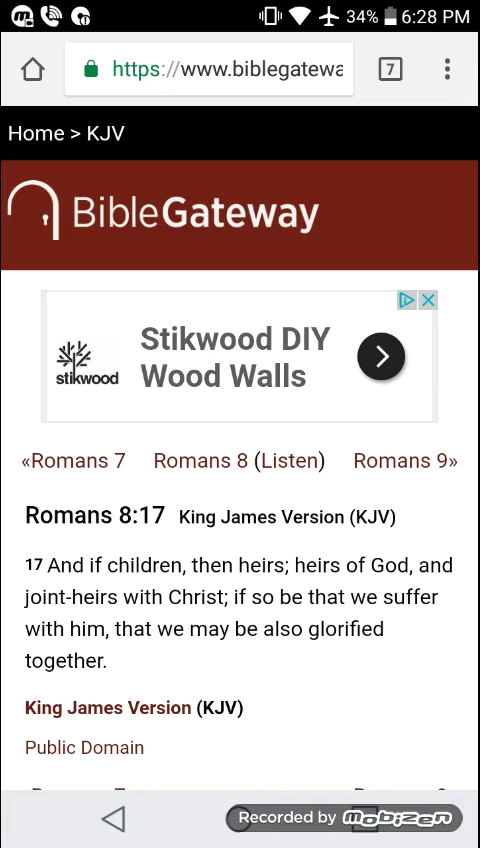 34% 6:28 PM
https://www.biblegatewa
7
Home > KJV
BibleGateway
Stikwood DIY
Wood Walls
stikwood
«Romans 7 Romans 8 (Listen) Romans 9»
Romans 8:17 King James Version (KJV)
17 And if children, then heirs; heirs of God, and
joint-heirs with Christ; if so be that we suffer
with him, that we may be also glorified
together.
King James Version (KJV)
Public Domain
Recorded by mobizen